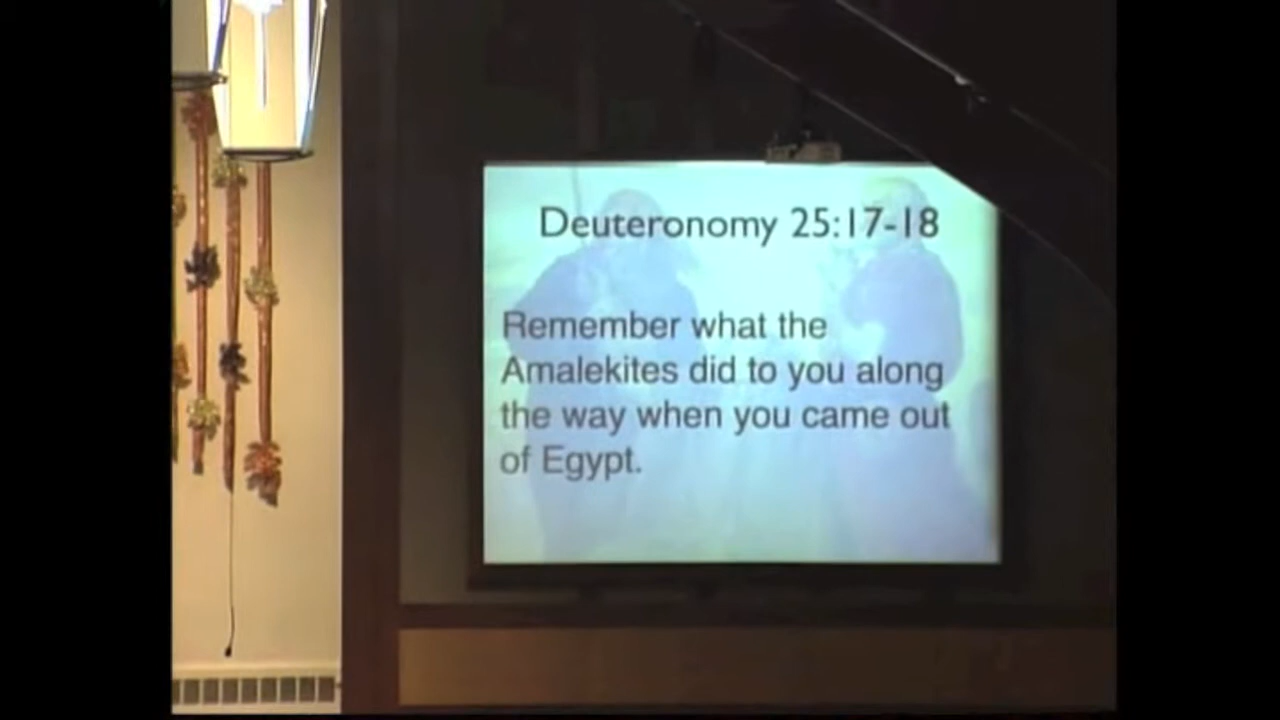 Deuteronomy 25:17-18
Remember what the
Amalekites did to you along
the way when you came out
of Egypt.